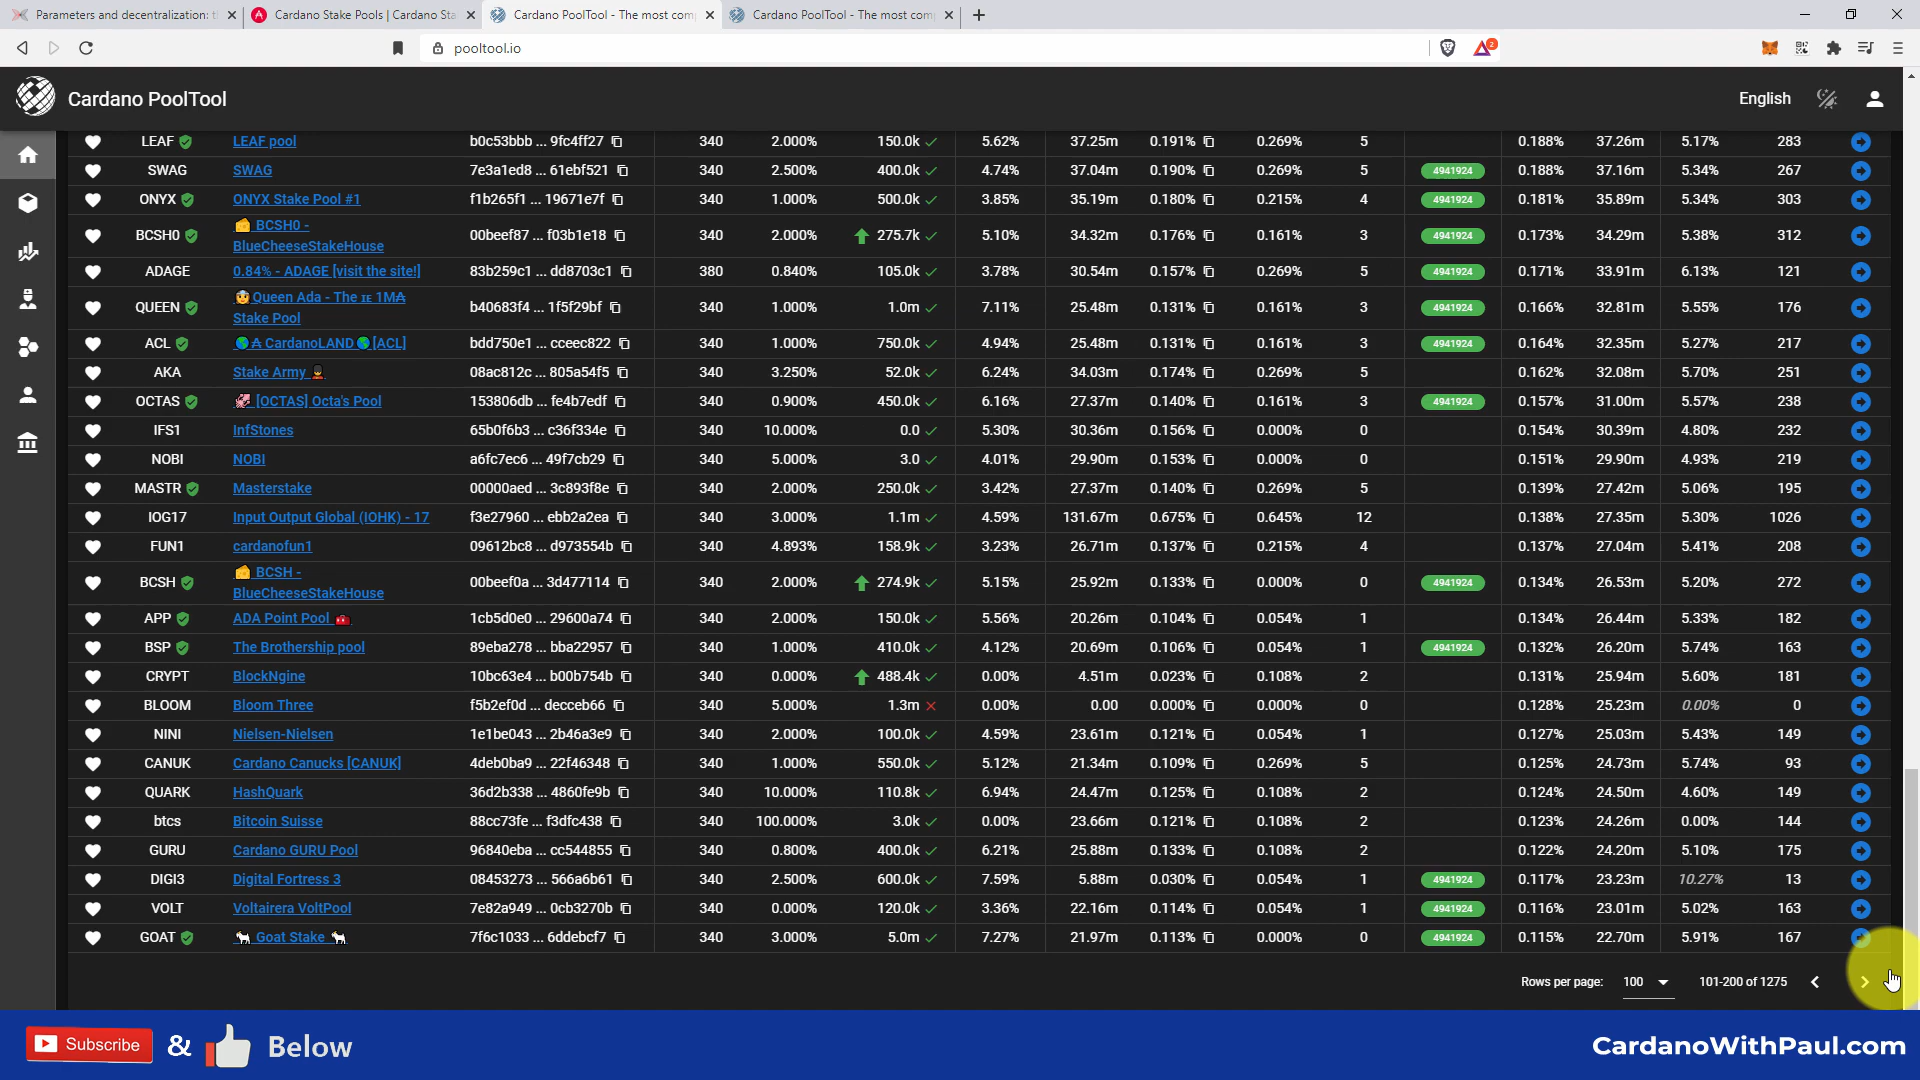 Parameters and decentralization: t
Cardano Stake Pools | Cardano Sta
Cardano PoolTool - The most com
Cardano PoolTool - The most com
pooltool.io
2
Cardano PoolTool
English
LEAF LEAF pool b0c53bbb ... 9fc4ff27 340 2.000% 150.0k 5.62% 37.25m 0.191% 0.269% 5 0.188% 37.26m 5.17% 283
SWAG SWAG 7e3a1ed8 ... 61ebf521 340 2.500% 400.0k 4.74% 37.04m 0.190% 0.269% 5 4941924 0.188% 37.16m 5.34% 267
ONYX ONYX Stake Pool #1 f1b265f1 ... 19671e7f 340 1.000% 500.0k 3.85% 35.19m 0.180% 0.215% 4 4941924 0.181% 35.89m 5.34% 303
BCSH0 BCSH0 - 00beef87 ... f03b1e18 340 2.000% 275.7k 5.10% 34.32m 0.176% 0.161% 3 4941924 0.173% 34.29m 5.38% 312
BlueCheeseStakeHouse
ADAGE 0.84% - ADAGE [visit the site!] 83b259c1 ... dd8703c1 380 0.840% 105.0k 3.78% 30.54m 0.157% 0.269% 5 4941924 0.171% 33.91m 6.13% 121
QUEEN Queen Ada - The ɪᴇ 1M₳ b40683f4 ... 1f5f29bf 340 1.000% 1.0m 7.11% 25.48m 0.131% 0.161% 3 4941924 0.166% 32.81m 5.55% 176
Stake Pool
ACL ₳ CardanoLAND [ACL] bdd750e1 ... cceec822 340 1.000% 750.0k 4.94% 25.48m 0.131% 0.161% 3 4941924 0.164% 32.35m 5.27% 217
AKA Stake Army 08ac812c ... 805a54f5 340 3.250% 52.0k 6.24% 34.03m 0.174% 0.269% 5 0.162% 32.08m 5.70% 251
OCTAS [OCTAS] Octa's Pool 153806db ... fe4b7edf 340 0.900% 450.0k 6.16% 27.37m 0.140% 0.161% 3 4941924 0.157% 31.00m 5.57% 238
IFS1 InfStones 65b0f6b3 ... c36f334e 340 10.000% 0.0 5.30% 30.36m 0.156% 0.000% 0 0.154% 30.39m 4.80% 232
NOBI NOBI a6fc7ec6 ... 49f7cb29 340 5.000% 3.0 4.01% 29.90m 0.153% 0.000% 0 0.151% 29.90m 4.93% 219
MASTR Masterstake 00000aed ... 3c893f8e 340 2.000% 250.0k 3.42% 27.37m 0.140% 0.269% 5 0.139% 27.42m 5.06% 195
IOG17 Input Output Global (IOHK) - 17 f3e27960 ... ebb2a2ea 340 3.000% 1.1m 4.59% 131.67m 0.675% 0.645% 12 0.138% 27.35m 5.30% 1026
FUN1 cardanofun1 09612bc8 ... d973554b 340 4.893% 158.9k 3.23% 26.71m 0.137% 0.215% 4 0.137% 27.04m 5.41% 208
BCSH BCSH - 00beef0a ... 3d477114 340 2.000% 274.9k 5.15% 25.92m 0.133% 0.000% 0 4941924 0.134% 26.53m 5.20% 272
BlueCheeseStakeHouse
APP ADA Point Pool 1cb5d0e0 ... 29600a74 340 2.000% 150.0k 5.56% 20.26m 0.104% 0.054% 1 0.134% 26.44m 5.33% 182
BSP The Brothership pool 89eba278 ... bba22957 340 1.000% 410.0k 4.12% 20.69m 0.106% 0.054% 1 4941924 0.132% 26.20m 5.74% 163
CRYPT BlockNgine 10bc63e4 ... b00b754b 340 0.000% 488.4k 0.00% 4.51m 0.023% 0.108% 2 0.131% 25.94m 5.60% 181
BLOOM Bloom Three f5b2ef0d ... decceb66 340 5.000% 1.3m 0.00% 0.00 0.000% 0.000% 0 0.128% 25.23m 0.00% 0
NINI Nielsen-Nielsen 1e1be043 ... 2b46a3e9 340 2.000% 100.0k 4.59% 23.61m 0.121% 0.054% 1 0.127% 25.03m 5.43% 149
CANUK Cardano Canucks [CANUK] 4deb0ba9 ... 22f46348 340 1.000% 550.0k 5.12% 21.34m 0.109% 0.269% 5 0.125% 24.73m 5.74% 93
QUARK HashQuark 36d2b338 ... 4860fe9b 340 10.000% 110.8k 6.94% 24.47m 0.125% 0.108% 2 0.124% 24.50m 4.60% 149
btcs Bitcoin Suisse 88cc73fe ... f3dfc438 340 100.000% 3.0k 0.00% 23.66m 0.121% 0.108% 2 0.123% 24.26m 0.00% 144
GURU Cardano GURU Pool 96840eba ... cc544855 340 0.800% 400.0k 6.21% 25.88m 0.133% 0.108% 2 0.122% 24.20m 5.10% 175
DIGI3 Digital Fortress 3 08453273 ... 566a6b61 340 2.500% 600.0k 7.59% 5.88m 0.030% 0.054% 1 4941924 0.117% 23.23m 10.27% 13
VOLT Voltairera VoltPool 7e82a949 ... 0cb3270b 340 0.000% 120.0k 3.36% 22.16m 0.114% 0.054% 1 4941924 0.116% 23.01m 5.02% 163
GOAT Goat Stake 7f6c1033 ... 6ddebcf7 340 3.000% 5.0m 7.27% 21.97m 0.113% 0.000% 0 4941924 0.115% 22.70m 5.91% 167
Rows per page: 100 101-200 of 1275
Subscribe & Below
CardanoWithPaul.com